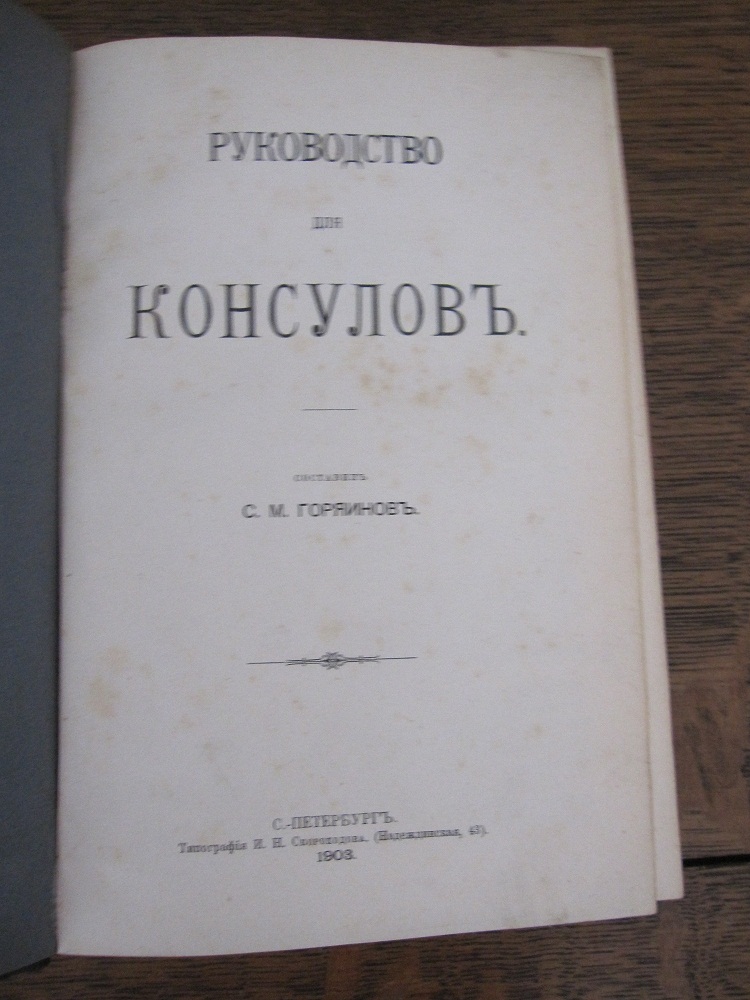 РУКОВОДСТВО
ДЛЯ
КОНСУЛОВЪ.
СОСТАВИЛЪ
С. М. ГОРЯИНОВЪ.
С.-ПЕТЕРБУРГЪ.
Типографія И. Н. Скороходова. (Надеждинская, 43).
1903.